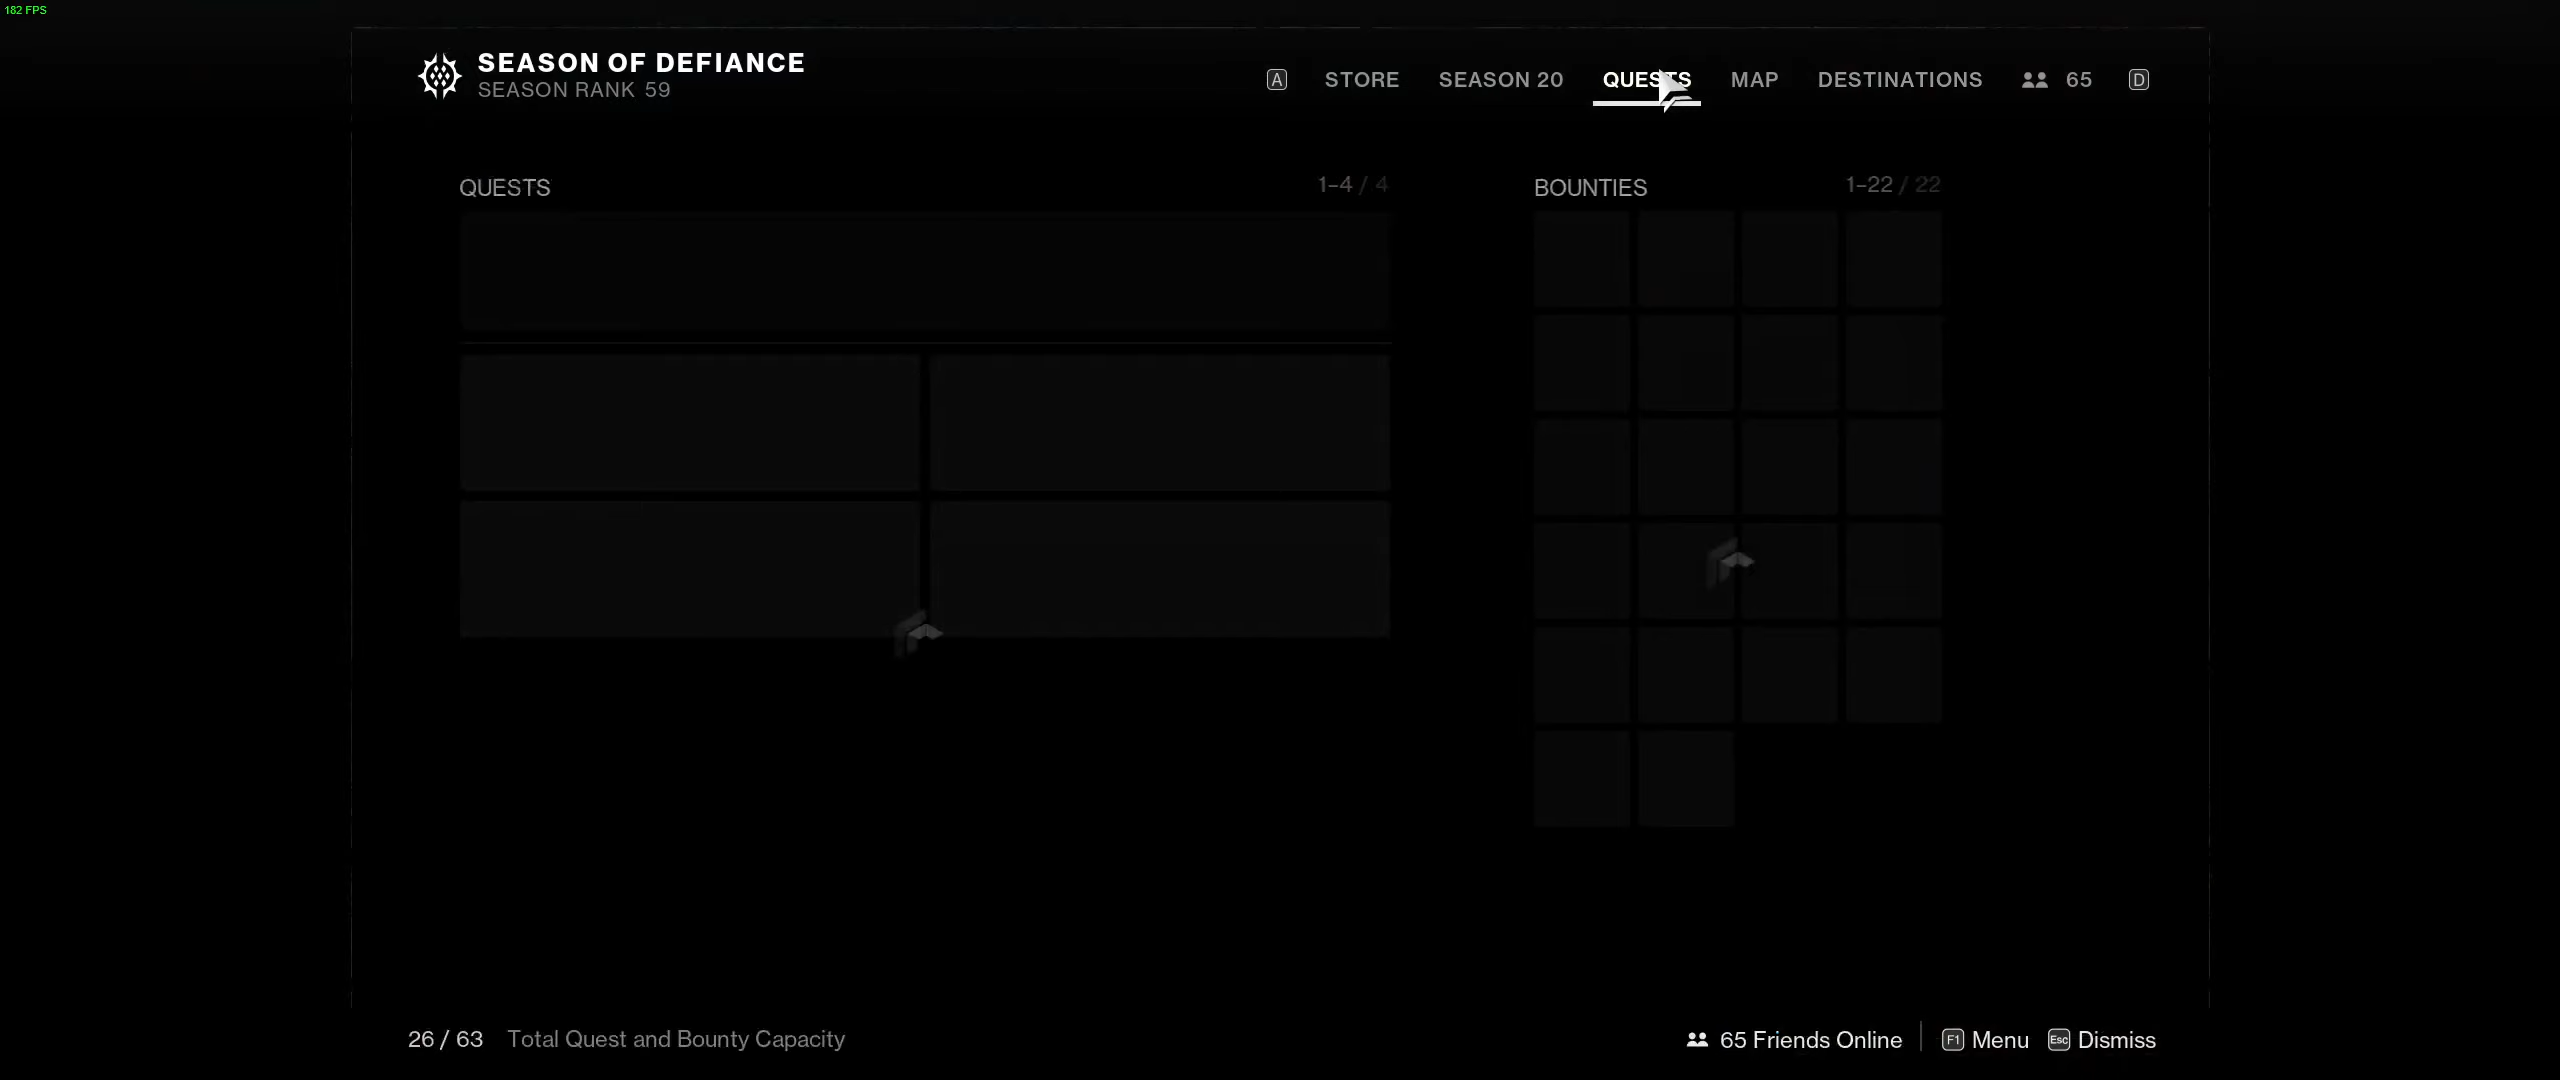 182 FPS
SEASON OF DEFIANCE
SEASON RANK 59
A STORE SEASON 20 QUESTS MAP DESTINATIONS 65 D
QUESTS 1–4 / 4
BOUNTIES 1–22 / 22
26 / 63 Total Quest and Bounty Capacity
65 Friends Online F1 Menu Esc Dismiss